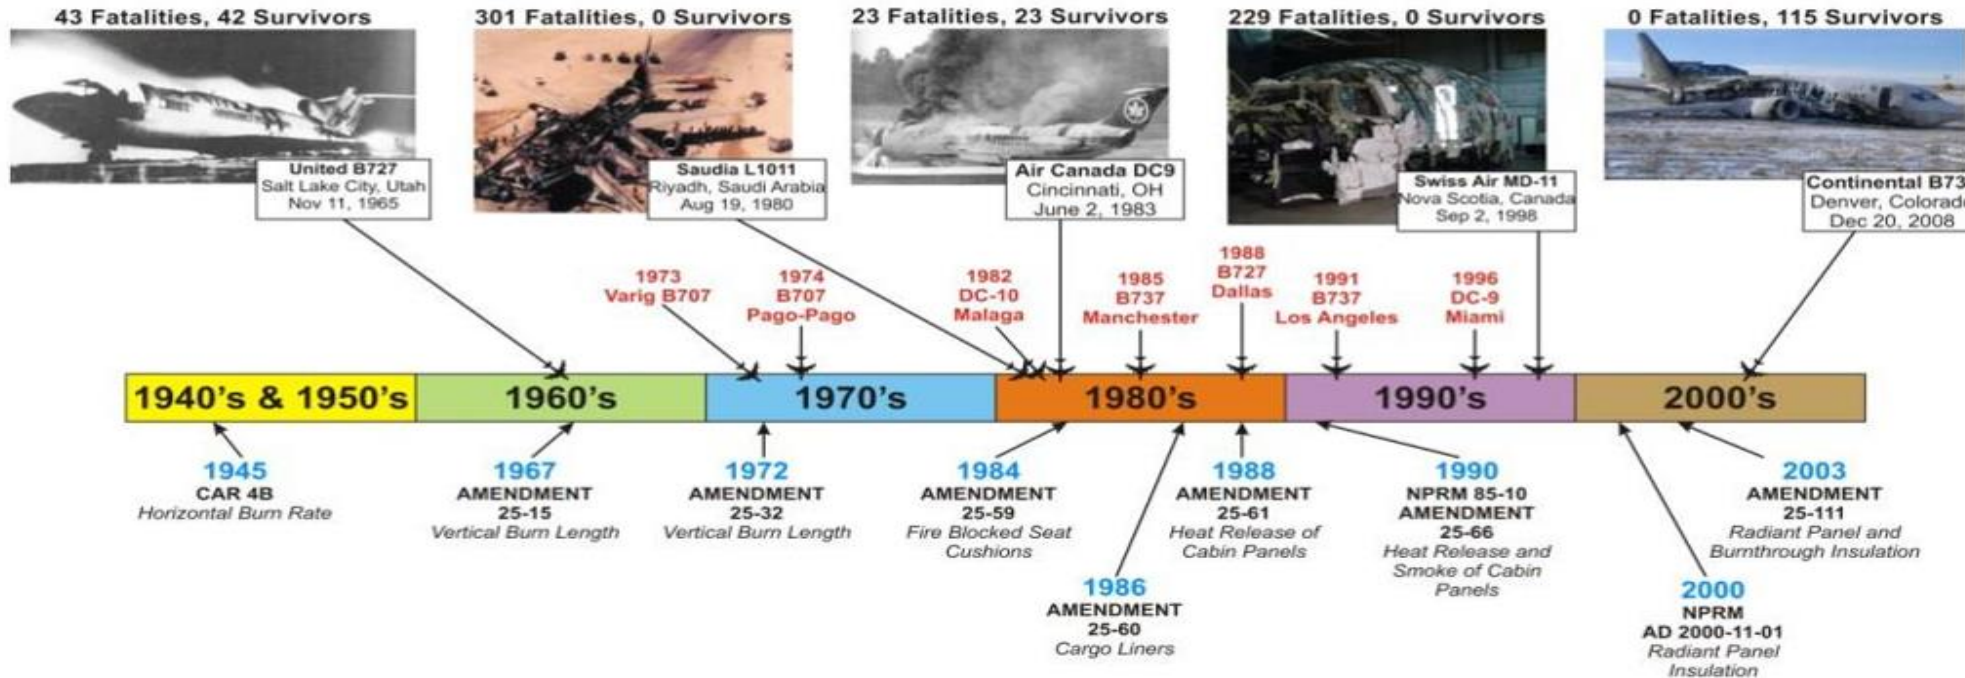 43 Fatalities, 42 Survivors
301 Fatalities, 0 Survivors
23 Fatalities, 23 Survivors
229 Fatalities, 0 Survivors
0 Fatalities, 115 Survivors
United B727
Salt Lake City, Utah
Nov 11, 1965
Saudia L1011
Riyadh, Saudi Arabia
Aug 19, 1980
Air Canada DC9
Cincinnati, OH
June 2, 1983
Swiss Air MD-11
Nova Scotia, Canada
Sep 2, 1998
Continental B73
Denver, Colorad
Dec 20, 2008
1973
Varig B707
1974
B707
Pago-Pago
1982
DC-10
Malaga
1985
B737
Manchester
1988
B727
Dallas
1991
B737
Los Angeles
1996
DC-9
Miami
1940's & 1950's
1960's
1970's
1980's
1990's
2000's
1945
CAR 4B
Horizontal Burn Rate
1967
AMENDMENT
25-15
Vertical Burn Length
1972
AMENDMENT
25-32
Vertical Burn Length
1984
AMENDMENT
25-59
Fire Blocked Seat
Cushions
1986
AMENDMENT
25-60
Cargo Liners
1988
AMENDMENT
25-61
Heat Release of
Cabin Panels
1990
NPRM 85-10
AMENDMENT
25-66
Heat Release and
Smoke of Cabin
Panels
2000
NPRM
AD 2000-11-01
Radiant Panel
Insulation
2003
AMENDMENT
25-111
Radiant Panel and
Burnthrough Insulation